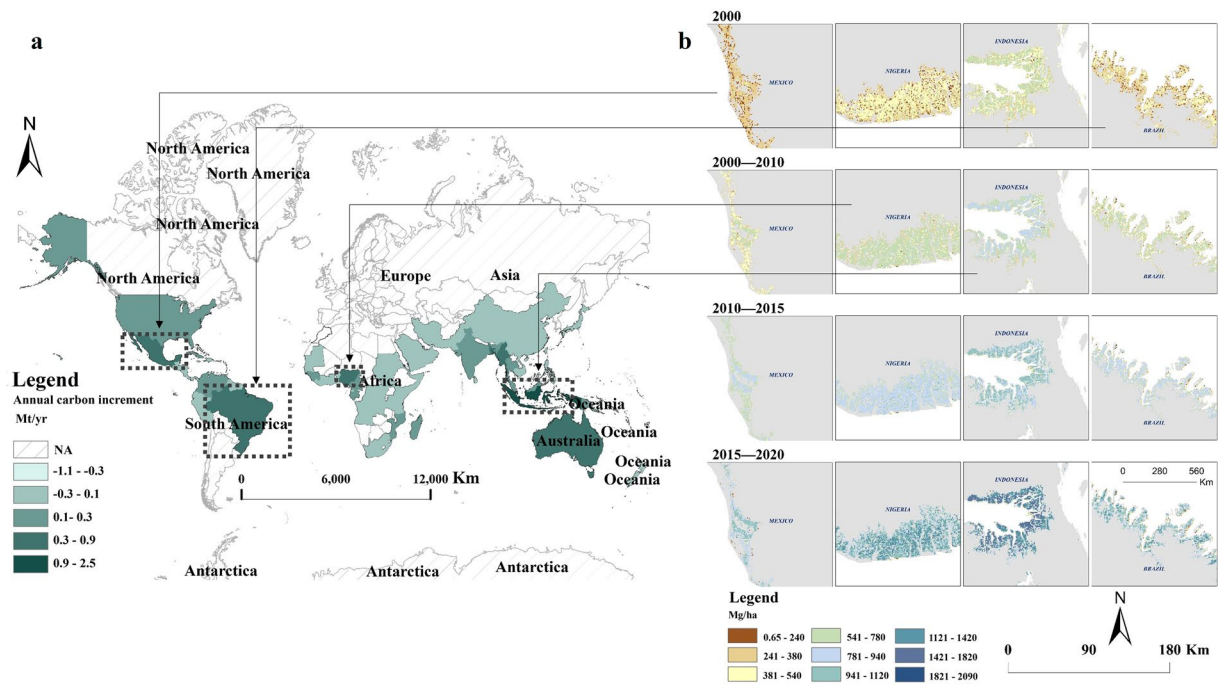 a
N
North America
North America
North America
North America
Europe
Asia
Africa
South America
Oceania
Australia
Oceania
Oceania
Oceania
Antarctica
Antarctica
Antarctica
0 6,000 12,000 Km
Legend
Annual carbon increment
Mt/yr
NA
-1.1 - -0.3
-0.3 - 0.1
0.1- 0.3
0.3 - 0.9
0.9 - 2.5
b
2000
MEXICO
NIGERIA
INDONESIA
BRAZIL
2000—2010
MEXICO
NIGERIA
INDONESIA
BRAZIL
2010—2015
MEXICO
NIGERIA
INDONESIA
BRAZIL
2015—2020
MEXICO
NIGERIA
INDONESIA
BRAZIL
0 280 560
Km
Legend
Mg/ha
0.65 - 240
241 - 380
381 - 540
541 - 780
781 - 940
941 - 1120
1121 - 1420
1421 - 1820
1821 - 2090
N
0 90 180 Km